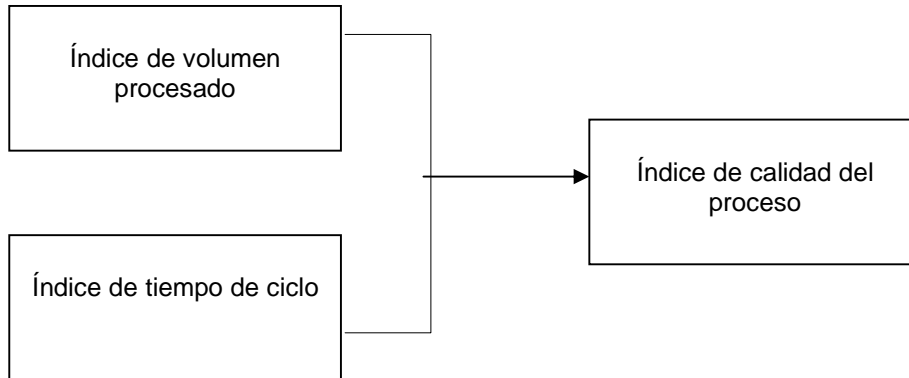 Índice de volumen
procesado
Índice de calidad del
proceso
Índice de tiempo de ciclo